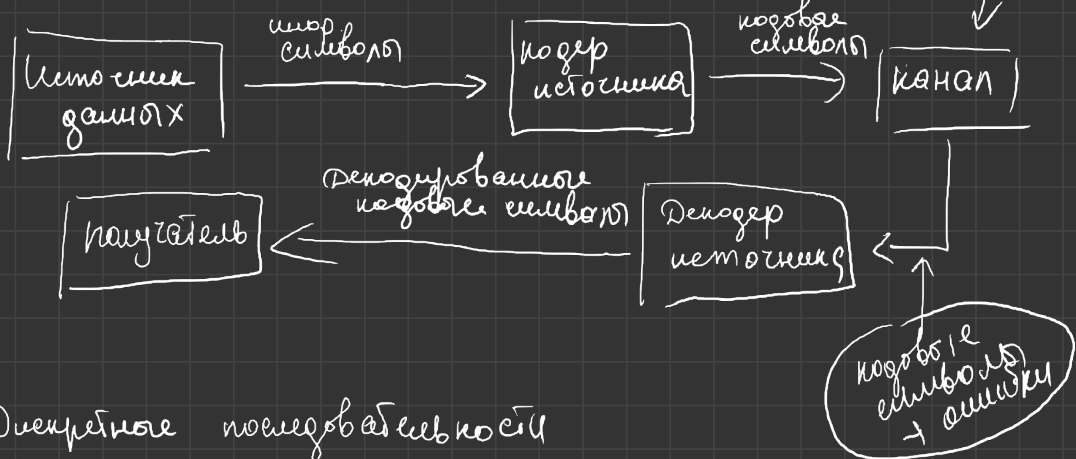 Источник
данных
инф
символы
кодер
источника
кодовые
символы
канал
Декодированные
кодовые символы
Декодер
источника
получатель
кодовые
символы
+ ошибки
Дискретные последовательности